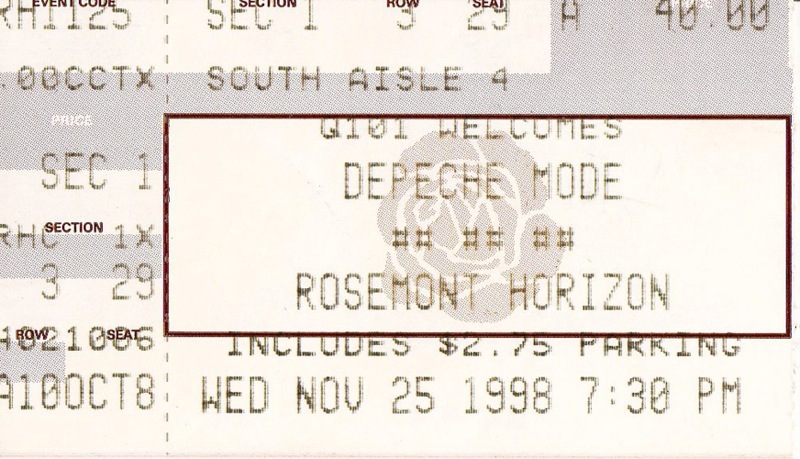 EVENT CODE SECTION ROW SEAT
RH1125 SEC 1 3 29 A 40.00
.00CCTX SOUTH AISLE 4
PRICE
Q101 WELCOMES
SEC 1 DEPECHE MODE
SECTION
RHC 1X ## ## ##
3 29 ROSEMONT HORIZON
ROW SEAT
INCLUDES $2.75 PARKING
A10OCT8 WED NOV 25 1998 7:30 PM